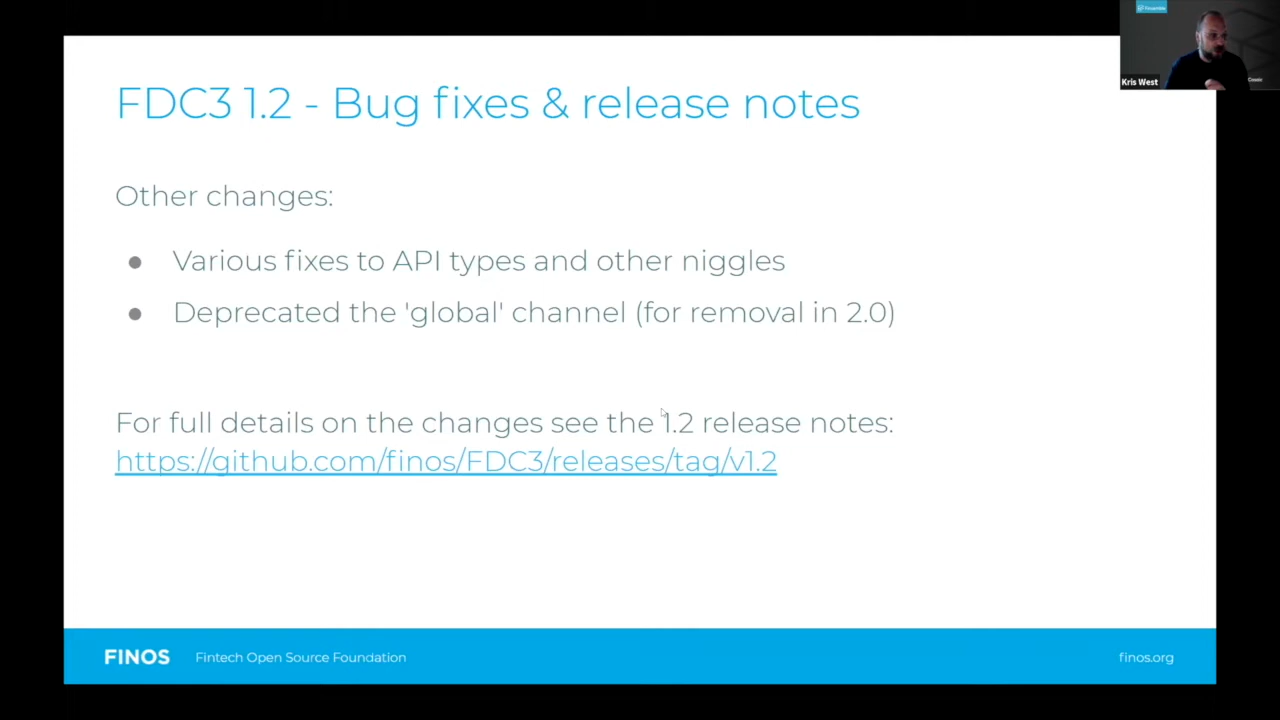 Finsemble
Kris West
Cosaic
FDC3 1.2 - Bug fixes & release notes
Other changes:
● Various fixes to API types and other niggles
● Deprecated the 'global' channel (for removal in 2.0)
For full details on the changes see the 1.2 release notes:
https://github.com/finos/FDC3/releases/tag/v1.2
FINOS Fintech Open Source Foundation finos.org